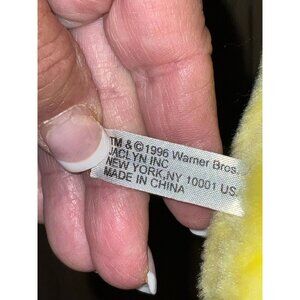 TM & ©1996 Warner Bros.
JACLYN INC
NEW YORK,NY 10001 US
MADE IN CHINA